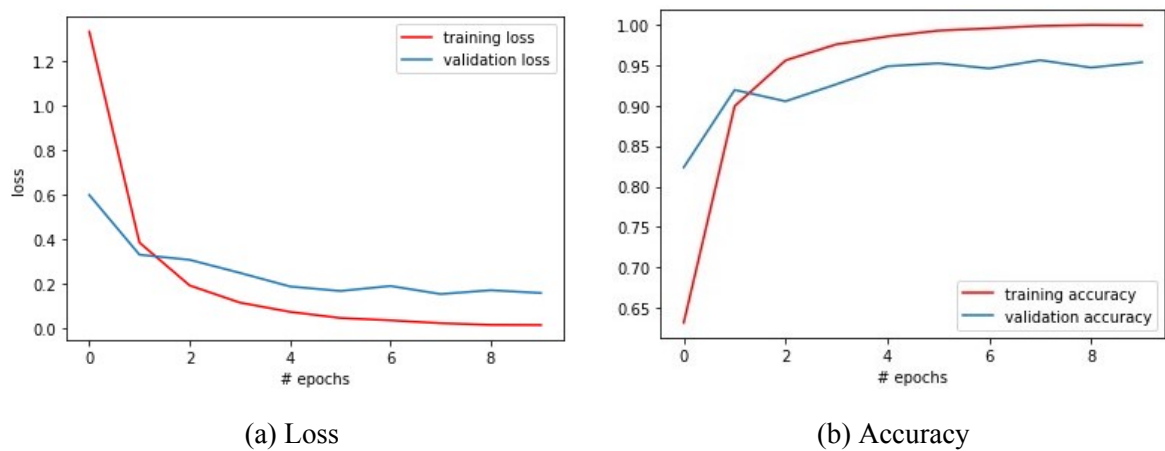 training loss
validation loss
1.2
1.0
0.8
0.6
0.4
0.2
0.0
loss
0 2 4 6 8
# epochs
(a) Loss
1.00
0.95
0.90
0.85
0.80
0.75
0.70
0.65
training accuracy
validation accuracy
0 2 4 6 8
# epochs
(b) Accuracy